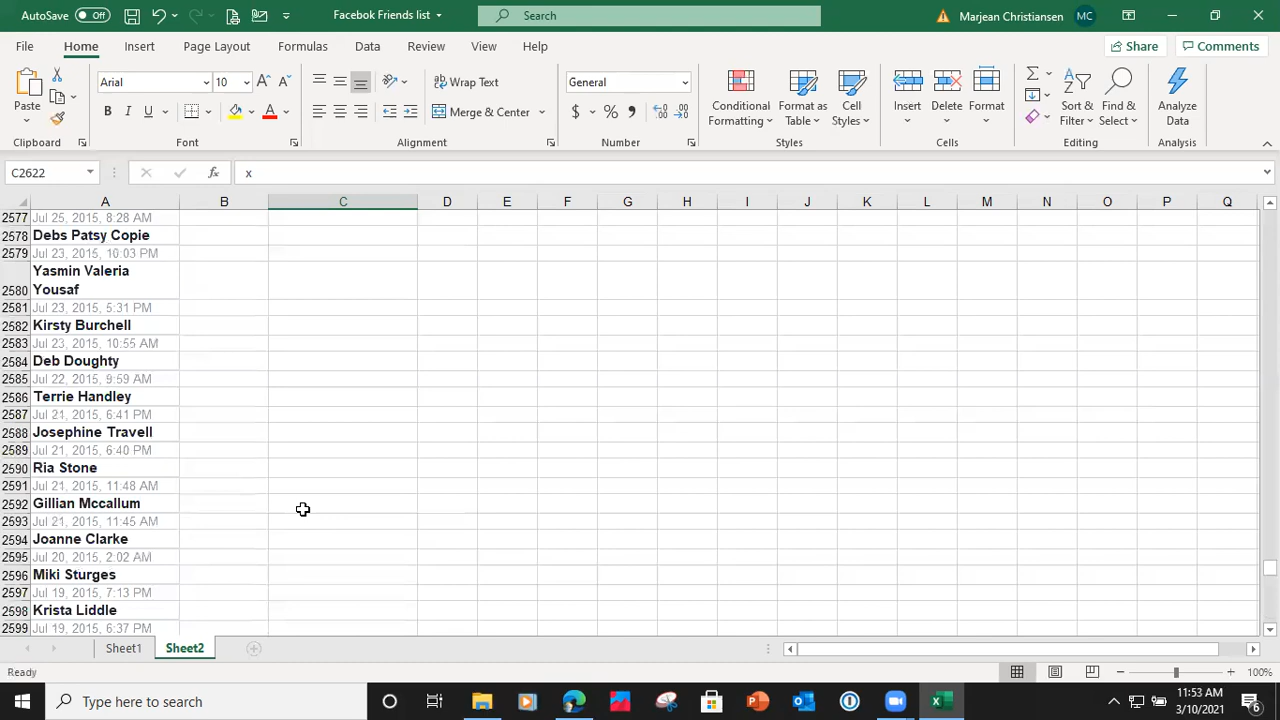 AutoSave Off Facebok Friends list Search Marjean Christiansen MC
File Home Insert Page Layout Formulas Data Review View Help Share Comments
Paste Arial 10 Wrap Text General Conditional Formatting Format as Table Cell Styles Insert Delete Format Sort & Filter Find & Select Analyze Data
B I U Merge & Center $ %
Clipboard Font Alignment Number Styles Cells Editing Analysis
C2622 fx x
A B C D E F G H I J K L M N O P Q
2577 Jul 25, 2015, 8:28 AM
2578 Debs Patsy Copie
2579 Jul 23, 2015, 10:03 PM
Yasmin Valeria
2580 Yousaf
2581 Jul 23, 2015, 5:31 PM
2582 Kirsty Burchell
2583 Jul 23, 2015, 10:55 AM
2584 Deb Doughty
2585 Jul 22, 2015, 9:59 AM
2586 Terrie Handley
2587 Jul 21, 2015, 6:41 PM
2588 Josephine Travell
2589 Jul 21, 2015, 6:40 PM
2590 Ria Stone
2591 Jul 21, 2015, 11:48 AM
2592 Gillian Mccallum
2593 Jul 21, 2015, 11:45 AM
2594 Joanne Clarke
2595 Jul 20, 2015, 2:02 AM
2596 Miki Sturges
2597 Jul 19, 2015, 7:13 PM
2598 Krista Liddle
2599 Jul 19, 2015, 6:37 PM
Sheet1 Sheet2
Ready 100%
Type here to search 11:53 AM
3/10/2021 6